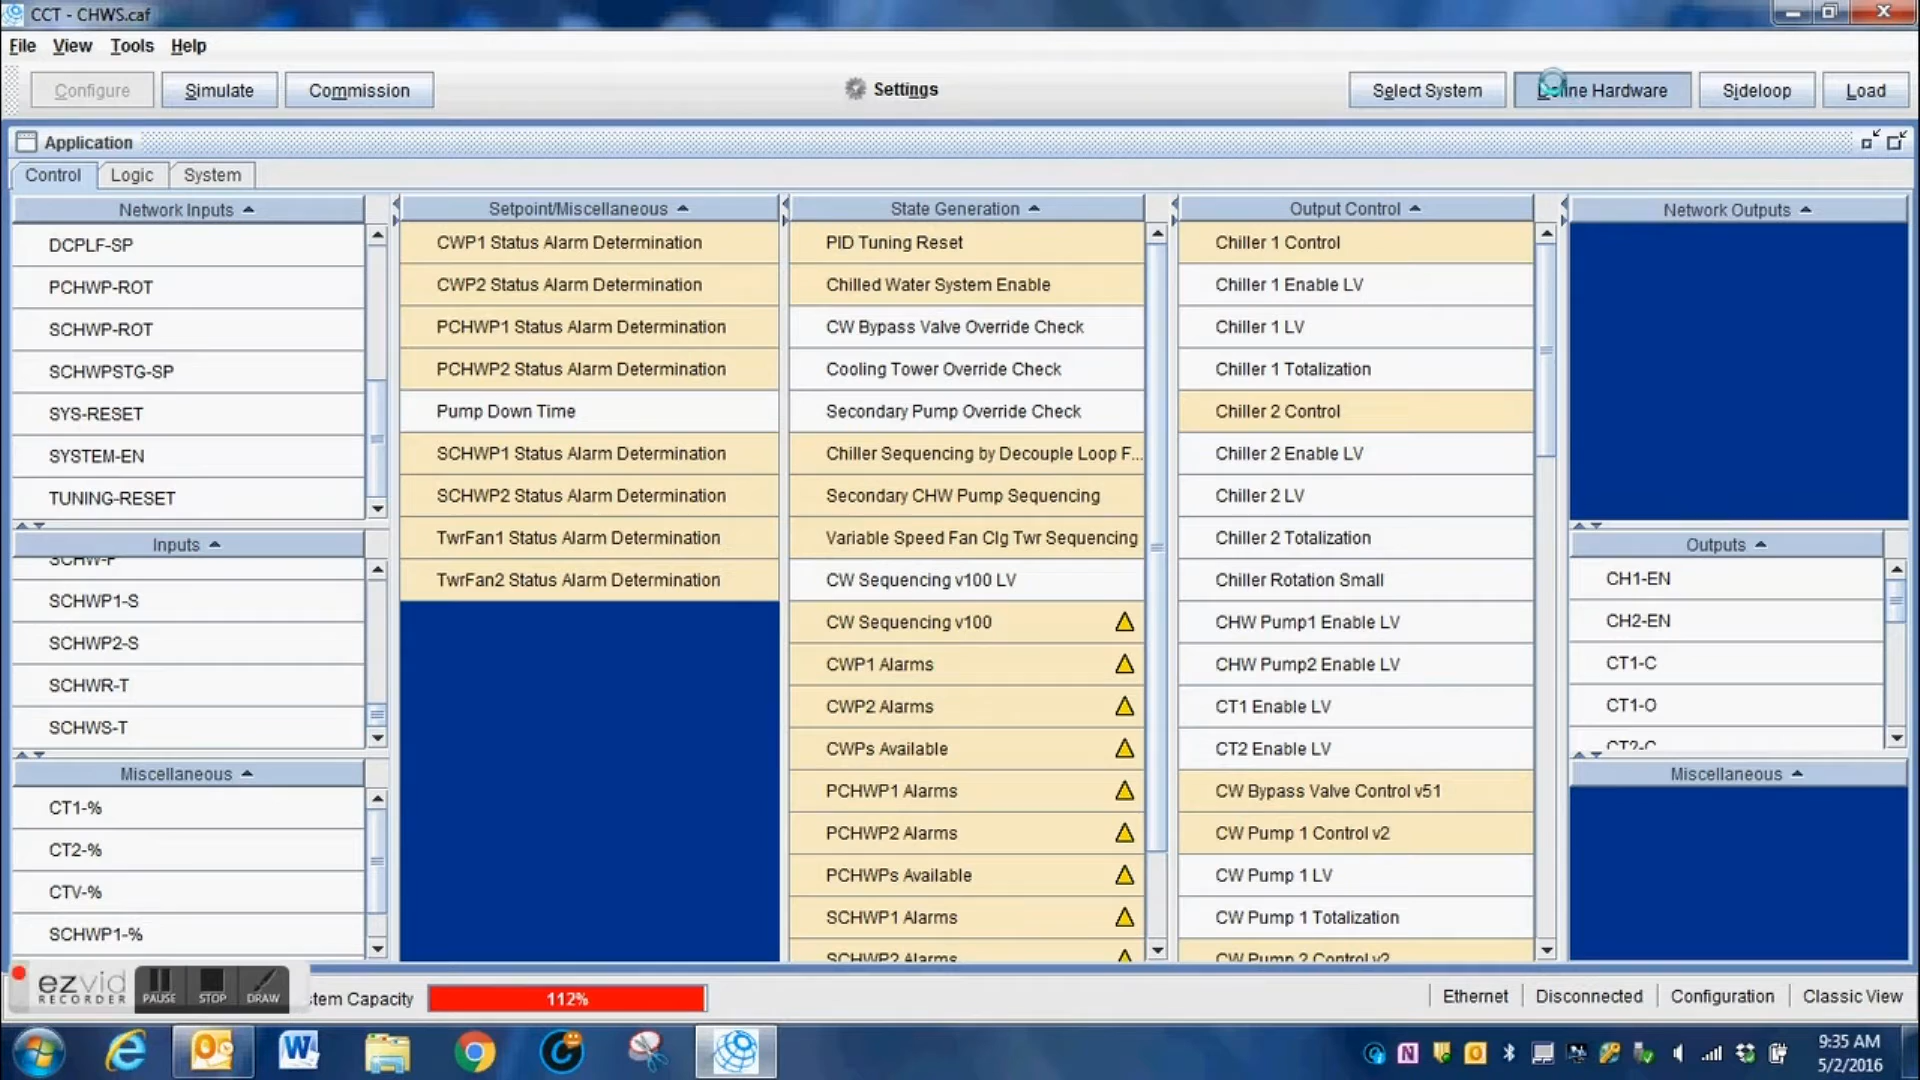 CCT - CHWS.caf
File View Tools Help
Configure Simulate Commission Settings Select System Define Hardware Sideloop Load
Application
Control Logic System
Network Inputs
DCPLF-SP
PCHWP-ROT
SCHWP-ROT
SCHWPSTG-SP
SYS-RESET
SYSTEM-EN
TUNING-RESET
Inputs
SCHWP1-S
SCHWP2-S
SCHWR-T
SCHWS-T
Miscellaneous
CT1-%
CT2-%
CTV-%
SCHWP1-%
Setpoint/Miscellaneous
CWP1 Status Alarm Determination
CWP2 Status Alarm Determination
PCHWP1 Status Alarm Determination
PCHWP2 Status Alarm Determination
Pump Down Time
SCHWP1 Status Alarm Determination
SCHWP2 Status Alarm Determination
TwrFan1 Status Alarm Determination
TwrFan2 Status Alarm Determination
State Generation
PID Tuning Reset
Chilled Water System Enable
CW Bypass Valve Override Check
Cooling Tower Override Check
Secondary Pump Override Check
Chiller Sequencing by Decouple Loop F...
Secondary CHW Pump Sequencing
Variable Speed Fan Clg Twr Sequencing
CW Sequencing v100 LV
CW Sequencing v100
CWP1 Alarms
CWP2 Alarms
CWPs Available
PCHWP1 Alarms
PCHWP2 Alarms
PCHWPs Available
SCHWP1 Alarms
SCHWP2 Alarms
Output Control
Chiller 1 Control
Chiller 1 Enable LV
Chiller 1 LV
Chiller 1 Totalization
Chiller 2 Control
Chiller 2 Enable LV
Chiller 2 LV
Chiller 2 Totalization
Chiller Rotation Small
CHW Pump1 Enable LV
CHW Pump2 Enable LV
CT1 Enable LV
CT2 Enable LV
CW Bypass Valve Control v51
CW Pump 1 Control v2
CW Pump 1 LV
CW Pump 1 Totalization
CW Pump 2 Control v2
Network Outputs
Outputs
CH1-EN
CH2-EN
CT1-C
CT1-O
CT2-C
Miscellaneous
ezvid
RECORDER
PAUSE STOP DRAW
stem Capacity 112%
Ethernet Disconnected Configuration Classic View
9:35 AM
5/2/2016